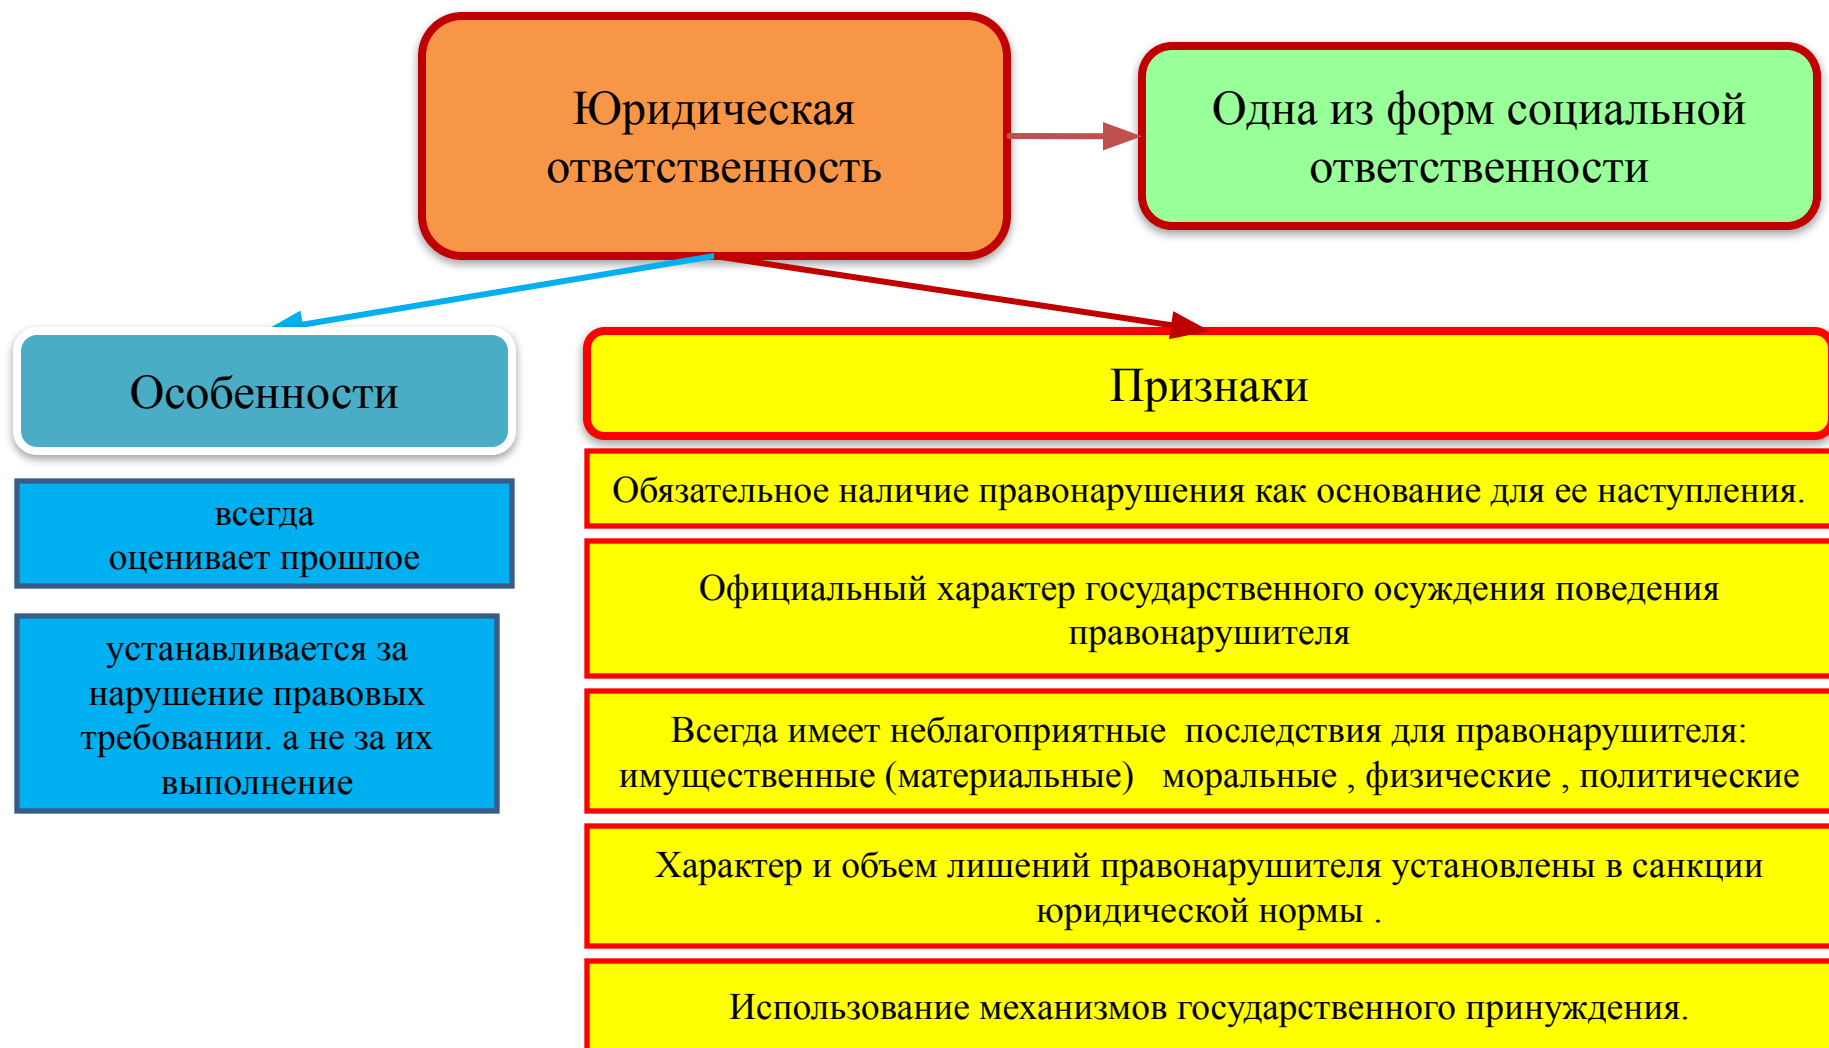 Юридическая
ответственность
Одна из форм социальной
ответственности
Особенности
всегда
оценивает прошлое
устанавливается за
нарушение правовых
требовании. а не за их
выполнение
Признаки
Обязательное наличие правонарушения как основание для ее наступления.
Официальный характер государственного осуждения поведения
правонарушителя
Всегда имеет неблагоприятные  последствия для правонарушителя:
имущественные (материальные)   моральные , физические , политические
Характер и объем лишений правонарушителя установлены в санкции
юридической нормы .
Использование механизмов государственного принуждения.